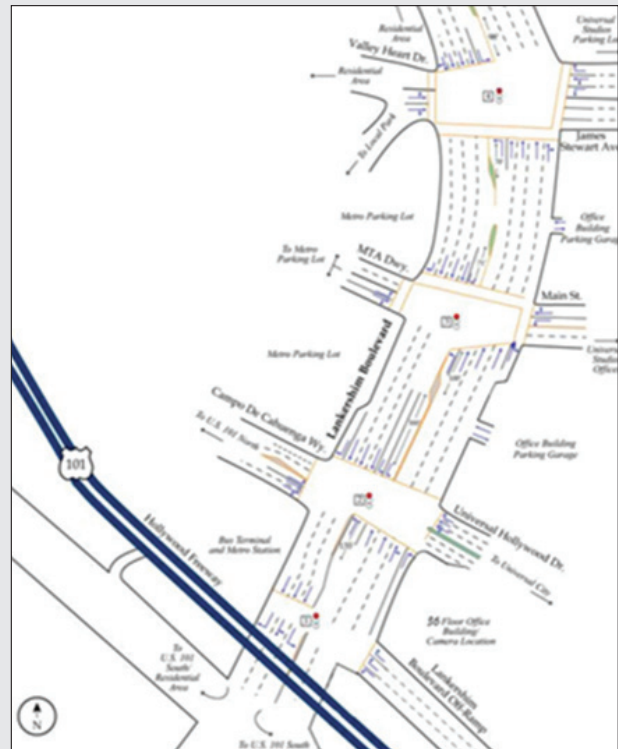 Universal
Studios
Parking Lot
Residential
Area
Valley Heart Dr.
Residential
Area
4
To Local Park
James
Stewart Ave
Metro Parking Lot
Office
Building
Parking Garage
To Metro
Parking Lot
MTA Dwy.
Main St.
3
Lankershim Boulevard
Metro Parking Lot
Universal
Studios
Office
Campo De Cahuenga Wy.
To U.S. 101 North
Office Building
Parking Garage
101
2
Hollywood Freeway
Bus Terminal
and Metro Station
Universal Hollywood Dr.
To Universal City
1
Floor Office
Building/
Camera Location
To
U.S. 101
South/
Residential
Area
Lankershim
Boulevard Off-Ramp
N
To U.S. 101 South